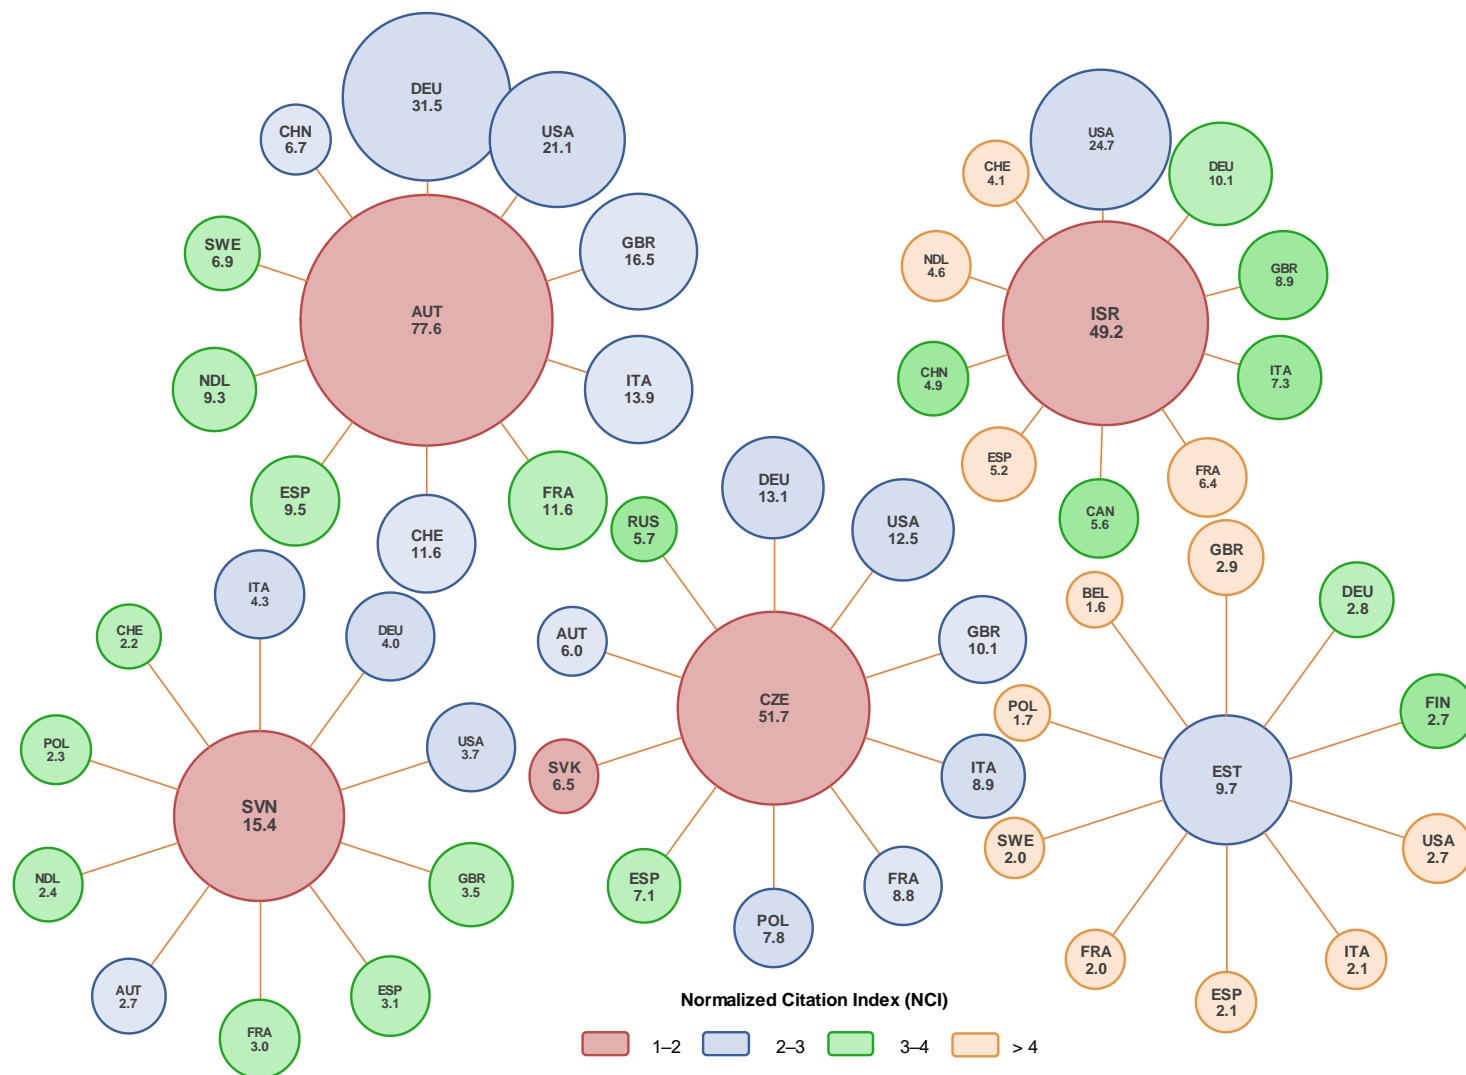 DEU
31.5
USA
21.1
CHN
6.7
GBR
16.5
SWE
6.9
AUT
77.6
NDL
9.3
ITA
13.9
ESP
9.5
FRA
11.6
CHE
11.6
USA
24.7
CHE
4.1
DEU
10.1
NDL
4.6
GBR
8.9
ISR
49.2
CHN
4.9
ITA
7.3
ESP
5.2
FRA
6.4
CAN
5.6
ITA
4.3
CHE
2.2
DEU
4.0
POL
2.3
USA
3.7
SVN
15.4
NDL
2.4
GBR
3.5
AUT
2.7
ESP
3.1
FRA
3.0
DEU
13.1
RUS
5.7
USA
12.5
AUT
6.0
GBR
10.1
CZE
51.7
SVK
6.5
ITA
8.9
ESP
7.1
FRA
8.8
POL
7.8
GBR
2.9
BEL
1.6
DEU
2.8
POL
1.7
FIN
2.7
EST
9.7
SWE
2.0
USA
2.7
FRA
2.0
ITA
2.1
ESP
2.1
Normalized Citation Index (NCI)
1–2 2–3 3–4 > 4